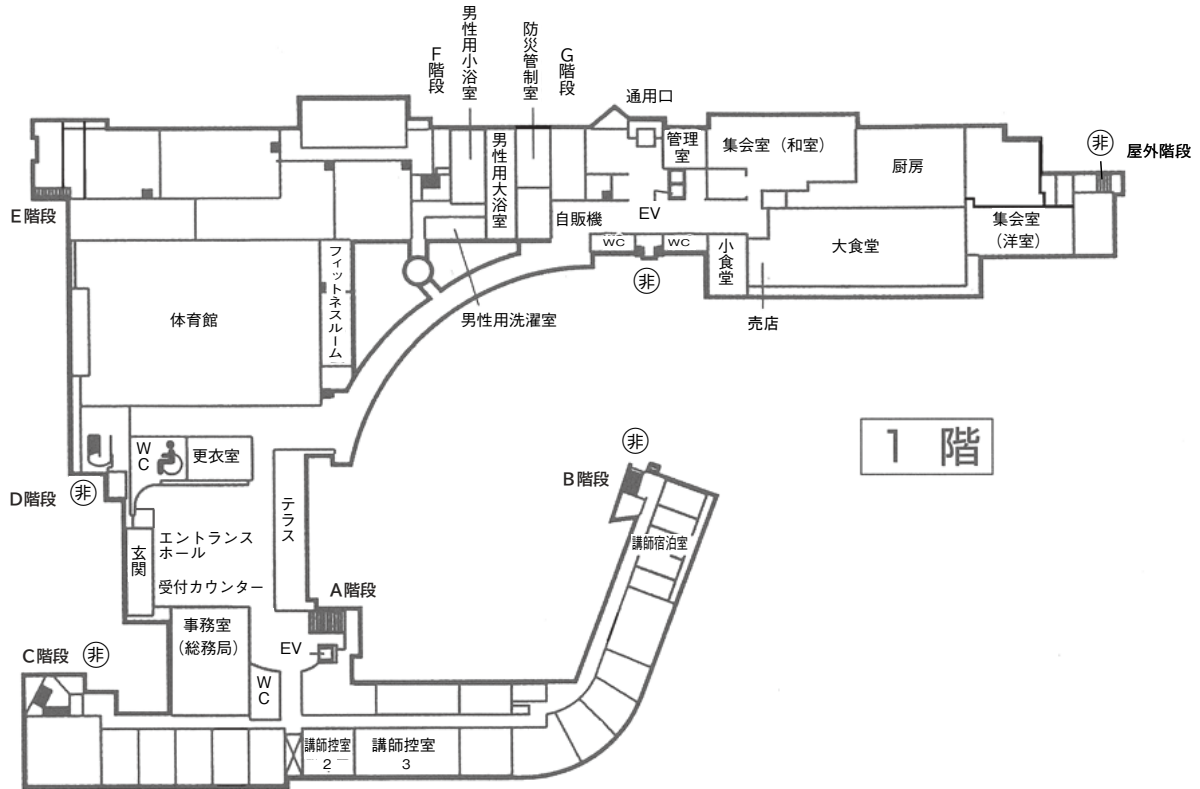 F階段
男性用小浴室
防災管制室
G階段
通用口
管理室
集会室（和室）
厨房
非
屋外階段
E階段
男性用大浴室
自販機
EV
WC
WC
小食堂
大食堂
集会室
（洋室）
非
売店
男性用洗濯室
フィットネスルーム
体育館
1 階
WC
更衣室
D階段
非
テラス
エントランス
ホール
玄関
受付カウンター
A階段
B階段
非
講師宿泊室
事務室
（総務局）
EV
WC
C階段
非
講師控室
2
講師控室
3